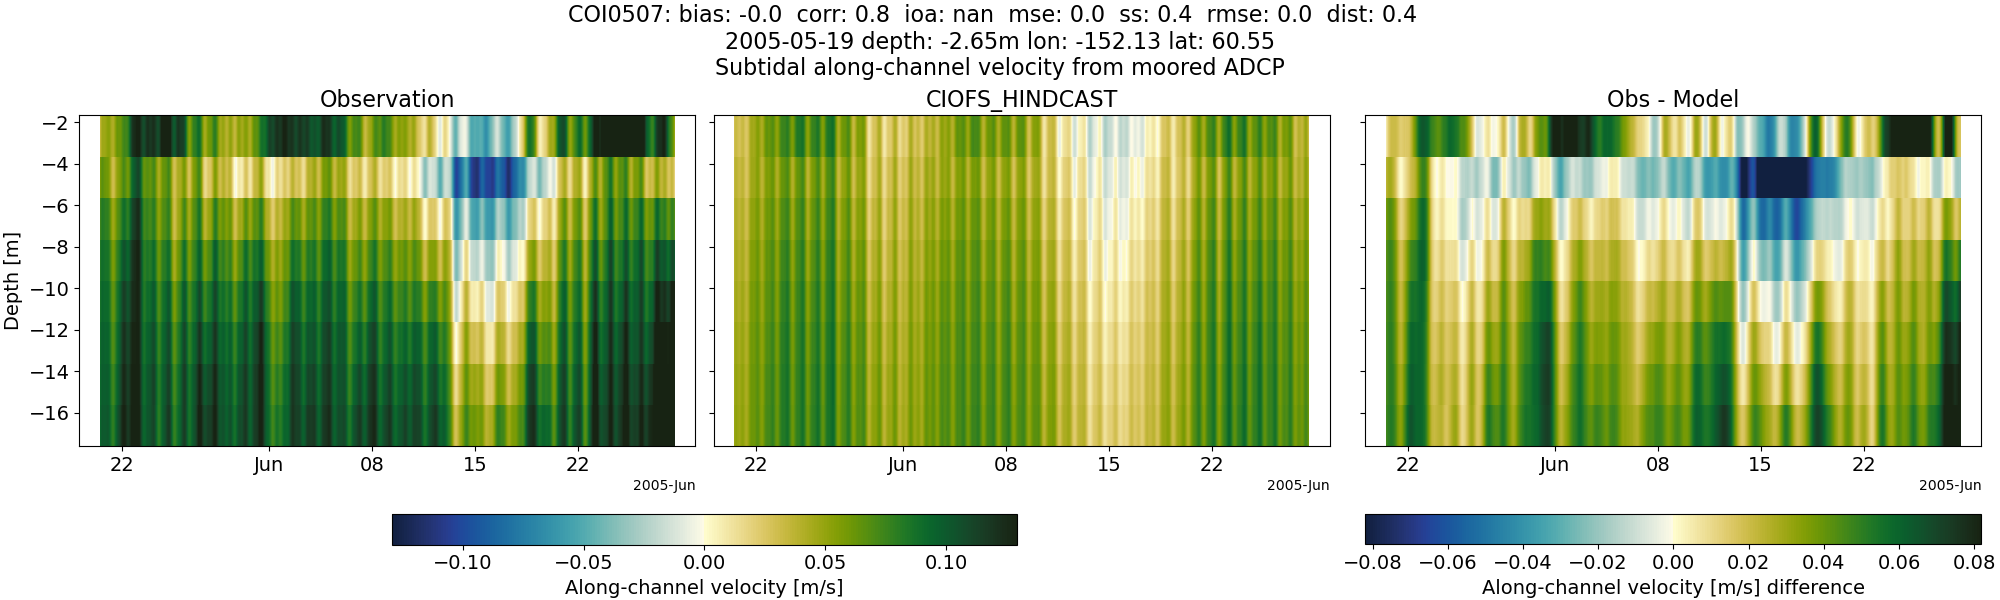 COI0507: bias: -0.0  corr: 0.8  ioa: nan  mse: 0.0  ss: 0.4  rmse: 0.0  dist: 0.4
2005-05-19 depth: -2.65m lon: -152.13 lat: 60.55
Subtidal along-channel velocity from moored ADCP
Observation
CIOFS_HINDCAST
Obs - Model
Depth [m]
−2
−4
−6
−8
−10
−12
−14
−16
22 Jun 08 15 22
2005-Jun
22 Jun 08 15 22
2005-Jun
22 Jun 08 15 22
2005-Jun
−0.10 −0.05 0.00 0.05 0.10
Along-channel velocity [m/s]
−0.08 −0.06 −0.04 −0.02 0.00 0.02 0.04 0.06 0.08
Along-channel velocity [m/s] difference